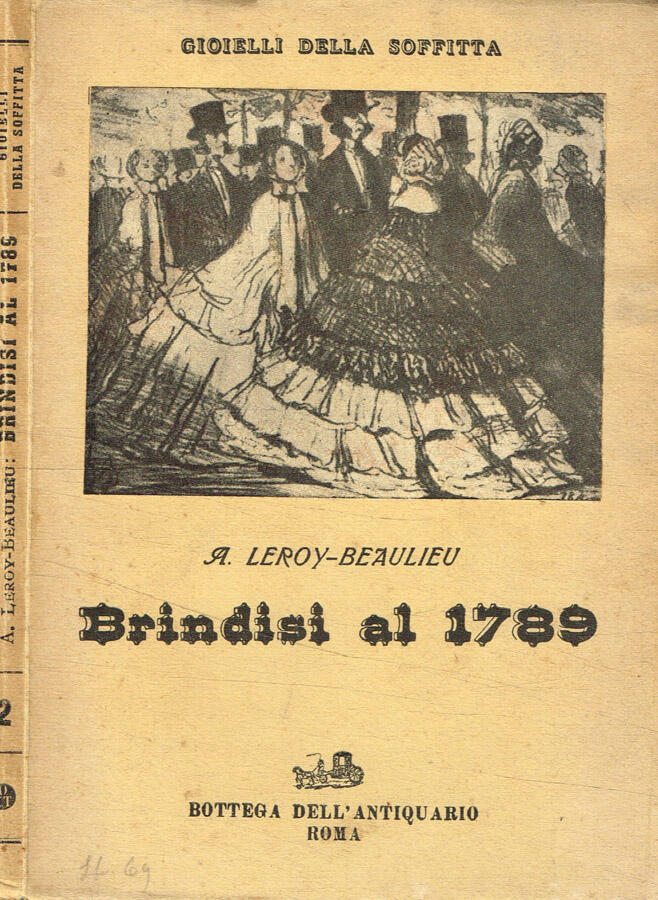 GIOIELLI DELLA SOFFITTA
A. LEROY-BEAULIEU
Brindisi al 1789
BOTTEGA DELL'ANTIQUARIO
ROMA
GIOIELLI
DELLA SOFFITTA
A. LEROY-BEAULIEU: BRINDISI AL 1789
2